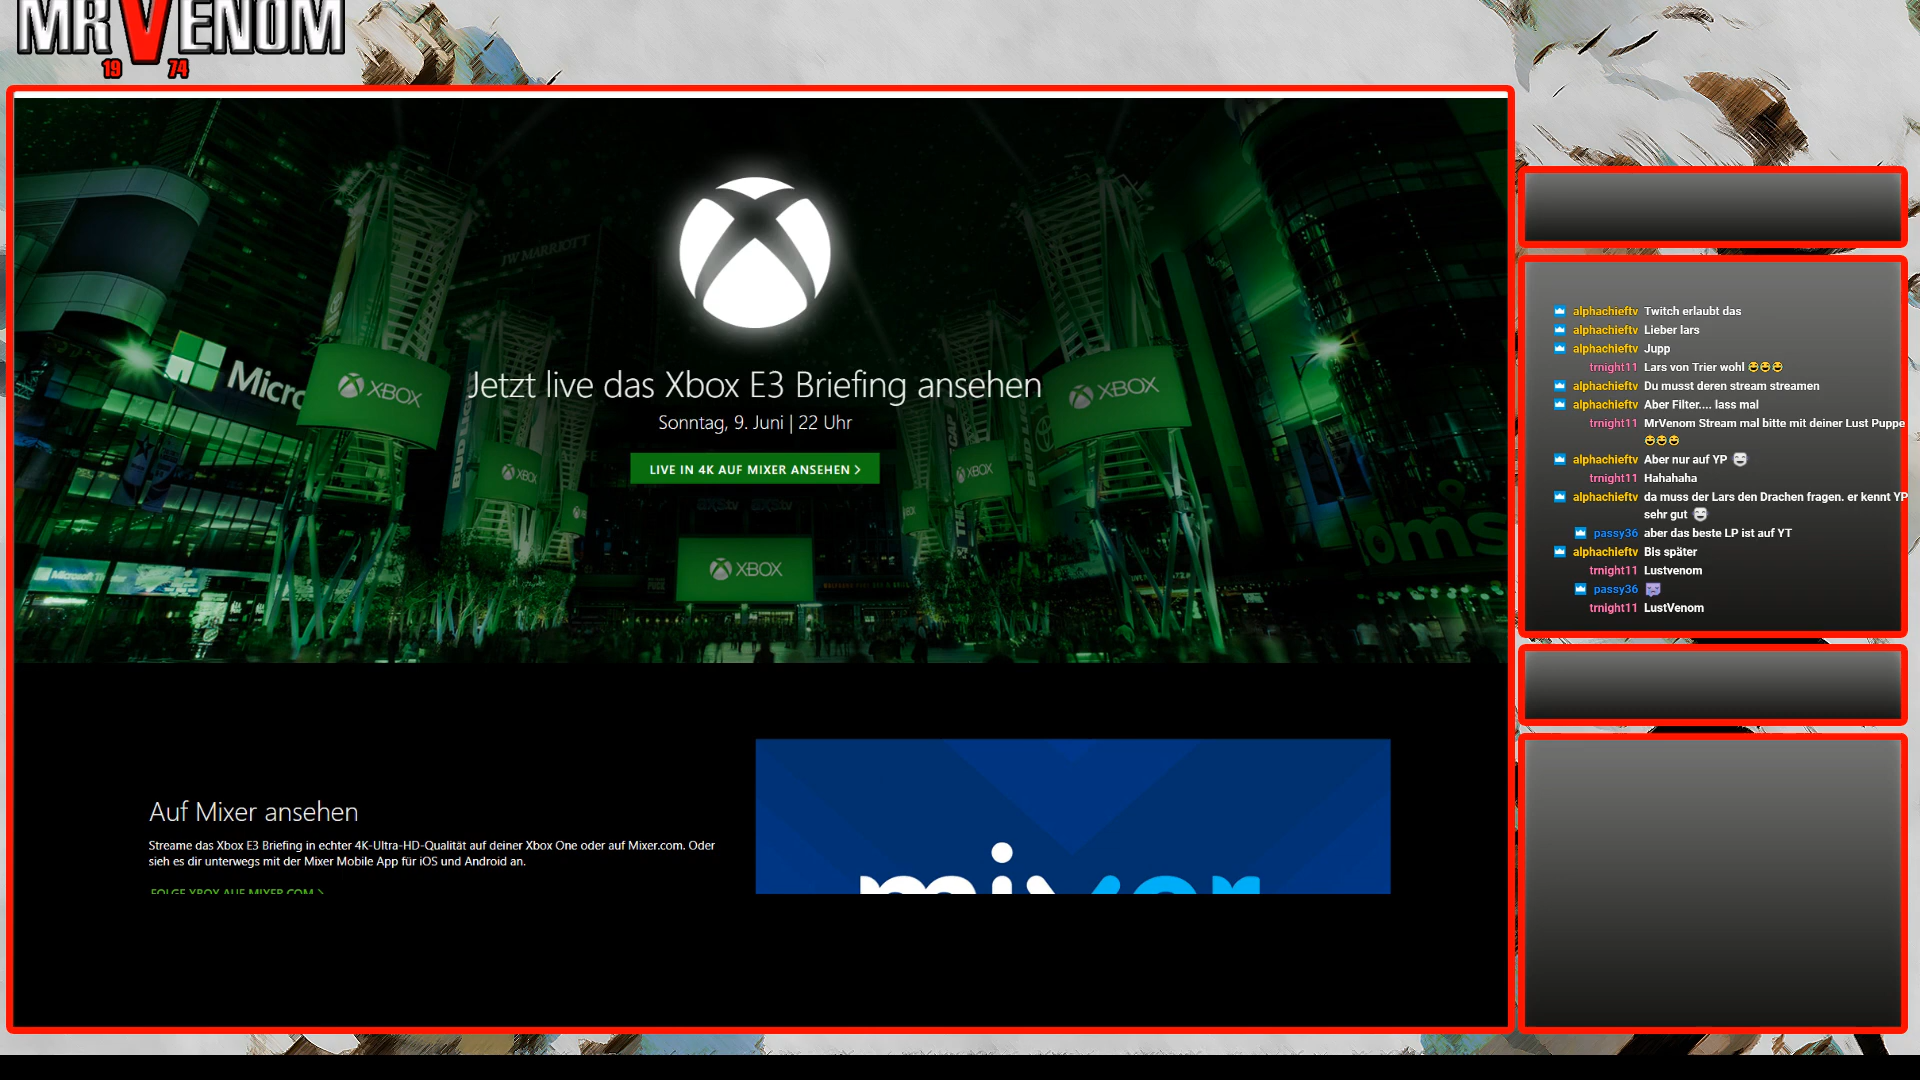 MRVENOM
19 74
JW MARRIOTT
Jetzt live das Xbox E3 Briefing ansehen
Sonntag, 9. Juni | 22 Uhr
LIVE IN 4K AUF MIXER ANSEHEN >
Micro
XBOX
XBOX
XBOX
XBOX
XBOX
Auf Mixer ansehen
Streame das Xbox E3 Briefing in echter 4K-Ultra-HD-Qualität auf deiner Xbox One oder auf Mixer.com. Oder
sieh es dir unterwegs mit der Mixer Mobile App für iOS und Android an.
FOLGE XBOX AUF MIXER.COM >
mixer
alphachieftv Twitch erlaubt das
alphachieftv Lieber lars
alphachieftv Jupp
trnight11 Lars von Trier wohl 😂😂😂
alphachieftv Du musst deren stream streamen
alphachieftv Aber Filter.... lass mal
trnight11 MrVenom Stream mal bitte mit deiner Lust Puppe
😂😂😂
alphachieftv Aber nur auf YP
trnight11 Hahahaha
alphachieftv da muss der Lars den Drachen fragen. er kennt YP
sehr gut
passy36 aber das beste LP ist auf YT
alphachieftv Bis später
trnight11 Lustvenom
passy36
trnight11 LustVenom